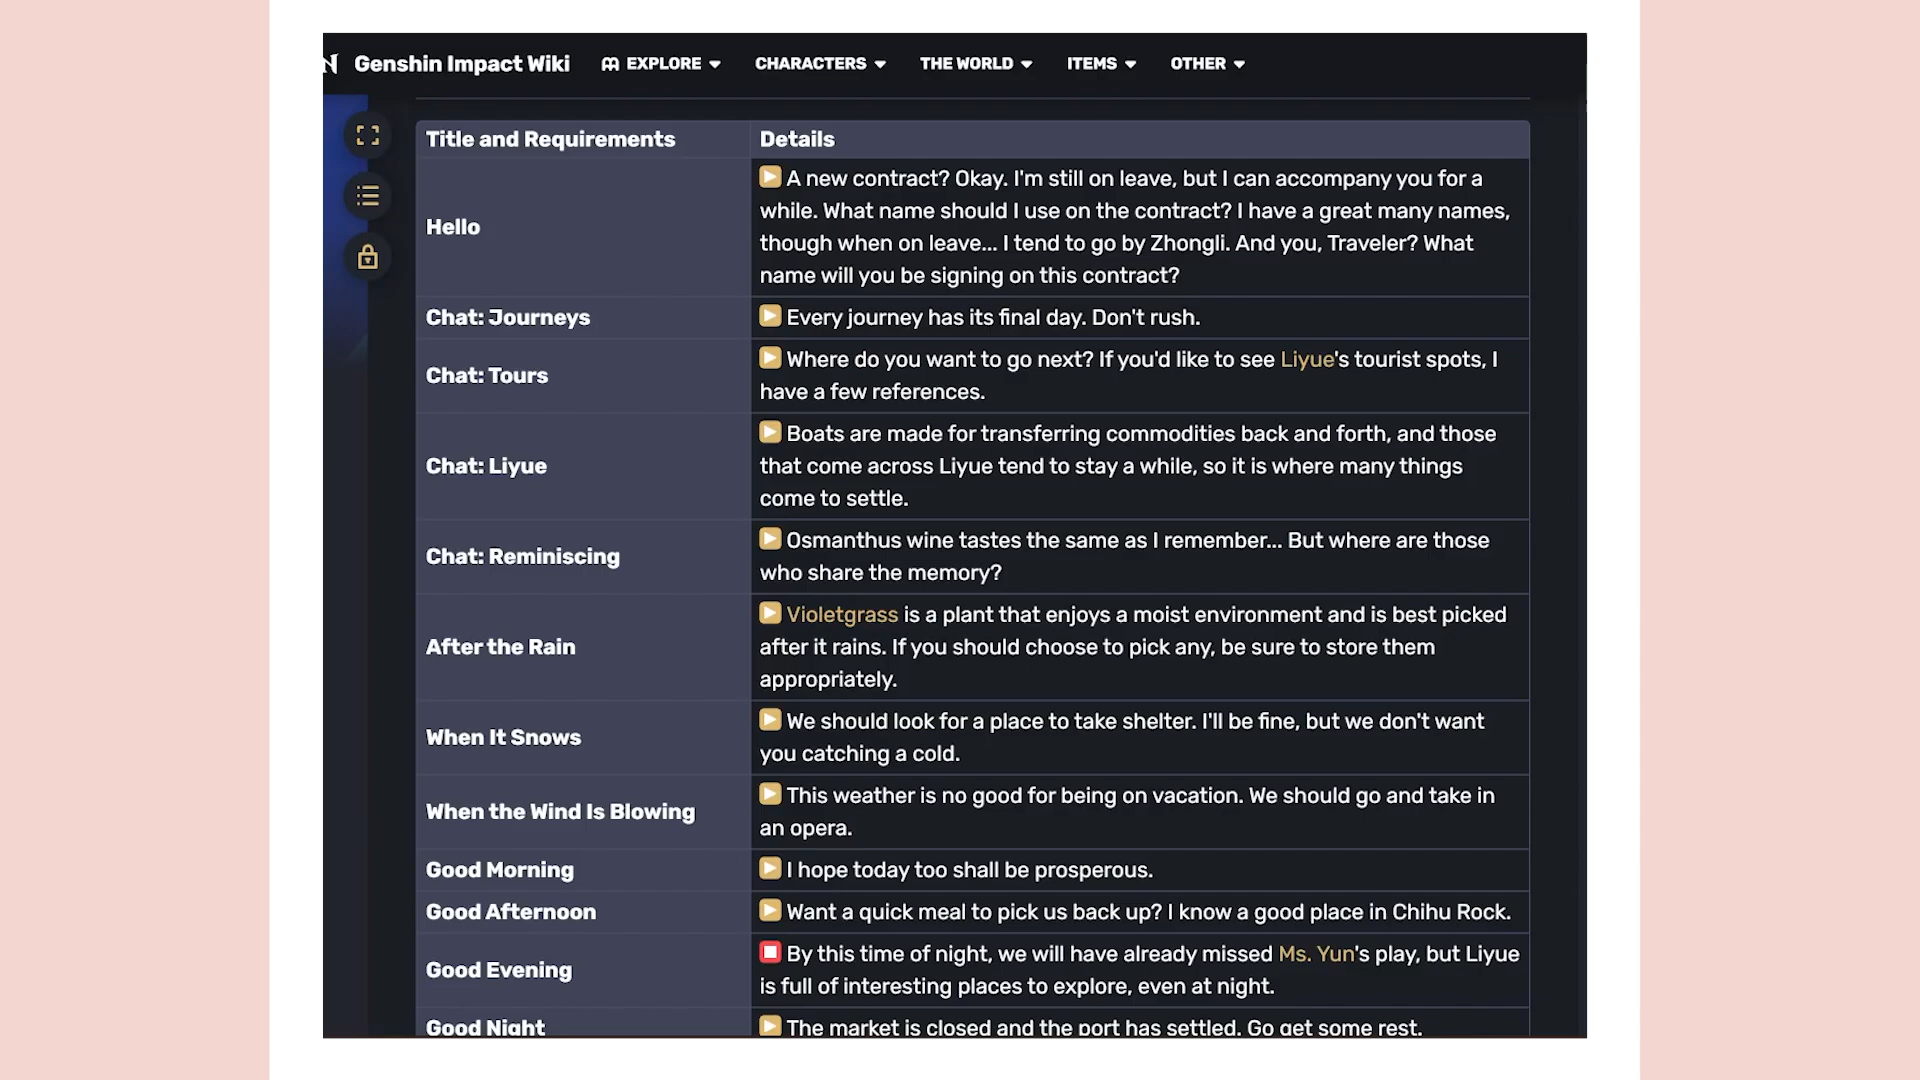 Genshin Impact Wiki EXPLORE CHARACTERS THE WORLD ITEMS OTHER
Title and Requirements Details
Hello
A new contract? Okay. I'm still on leave, but I can accompany you for a
while. What name should I use on the contract? I have a great many names,
though when on leave... I tend to go by Zhongli. And you, Traveler? What
name will you be signing on this contract?
Chat: Journeys
Every journey has its final day. Don't rush.
Chat: Tours
Where do you want to go next? If you'd like to see Liyue's tourist spots, I
have a few references.
Chat: Liyue
Boats are made for transferring commodities back and forth, and those
that come across Liyue tend to stay a while, so it is where many things
come to settle.
Chat: Reminiscing
Osmanthus wine tastes the same as I remember... But where are those
who share the memory?
After the Rain
Violetgrass is a plant that enjoys a moist environment and is best picked
after it rains. If you should choose to pick any, be sure to store them
appropriately.
When It Snows
We should look for a place to take shelter. I'll be fine, but we don't want
you catching a cold.
When the Wind Is Blowing
This weather is no good for being on vacation. We should go and take in
an opera.
Good Morning
I hope today too shall be prosperous.
Good Afternoon
Want a quick meal to pick us back up? I know a good place in Chihu Rock.
Good Evening
By this time of night, we will have already missed Ms. Yun's play, but Liyue
is full of interesting places to explore, even at night.
Good Night
The market is closed and the port has settled. Go get some rest.